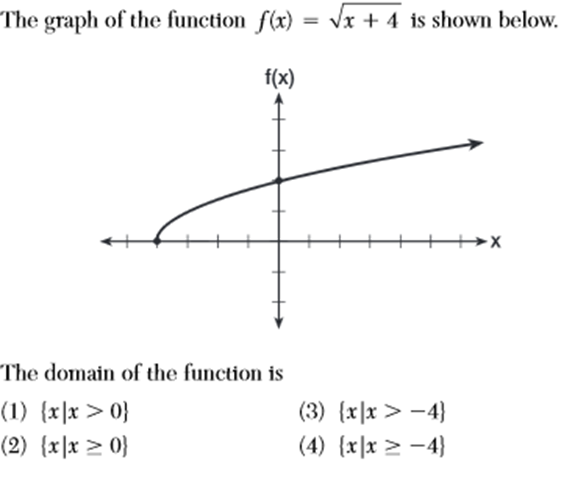 The graph of the function f(x) = √x + 4 is shown below.
f(x)
X
The domain of the function is
(1) {x|x > 0}
(3) {x|x > −4}
(2) {x|x ≥ 0}
(4) {x|x ≥ −4}